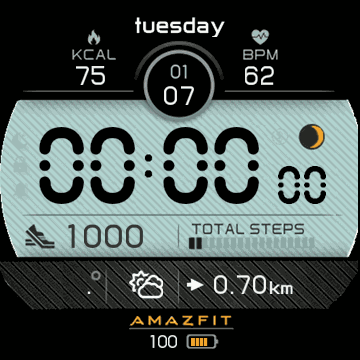 tuesday
KCAL
75
01
07
BPM
62
00:00
00
1000
TOTAL STEPS
.°
0.70km
AMAZFIT
100